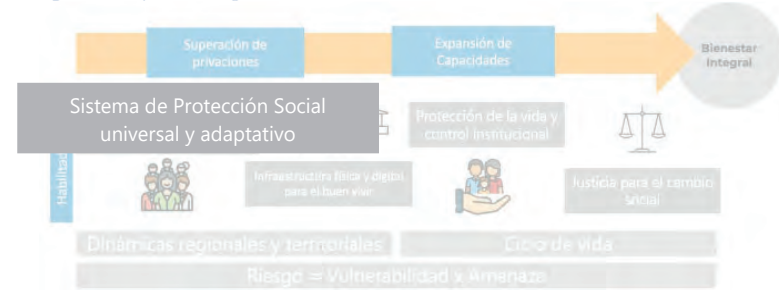 Superación de
privaciones
Expansión de
Capacidades
Bienestar
Integral
Sistema de Protección Social
universal y adaptativo
Protección de la vida y
control Institucional
Habilitad
Infraestructura física y digital
para el buen vivir
Justicia para el cambio
Social
Dinámicas regionales y territoriales
Ciclo de vida
Riesgo = Vulnerabilidad x Amenaza